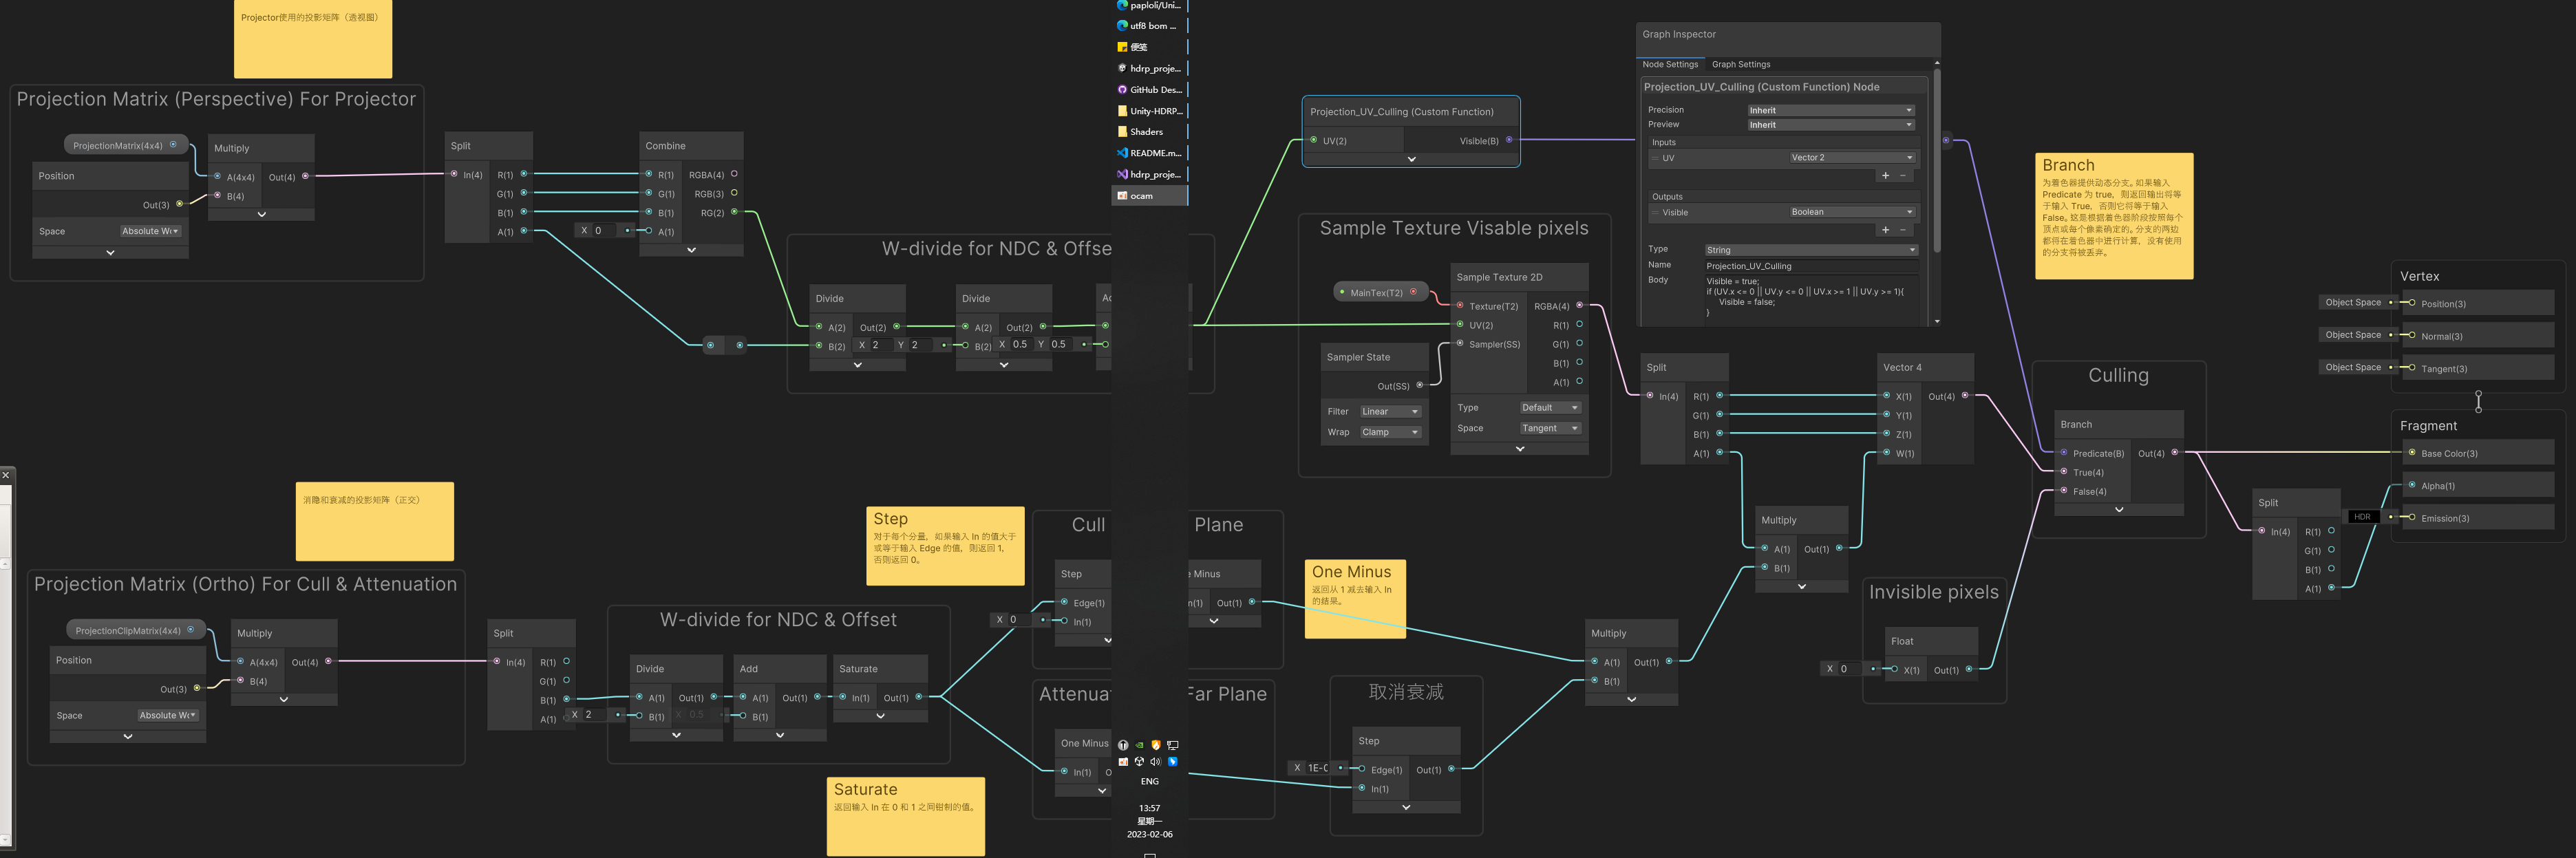 Projector使用的投影矩阵（透视图）
Projection Matrix (Perspective) For Projector
ProjectionMatrix(4x4)
Multiply
A(4x4)
B(4)
Out(4)
Position
Out(3)
Space
Split
In(4)
R(1)
G(1)
B(1)
A(1)
Combine
R(1)
G(1)
B(1)
A(1)
X 0
RGBA(4)
RGB(3)
RG(2)
W-divide for NDC & Offse
Divide
A(2)
B(2)
Out(2)
X 2 Y 2
Divide
A(2)
B(2)
Out(2)
X 0.5 Y 0.5
utf8 bom ...
便笺
hdrp_proje...
GitHub Des...
Unity-HDRP...
Shaders
README.m...
hdrp_proje...
ocam
Projection_UV_Culling (Custom Function)
UV(2)
Visible(B)
Sample Texture Visable pixels
MainTex(T2)
Sample Texture 2D
Texture(T2)
UV(2)
Sampler(SS)
RGBA(4)
R(1)
G(1)
B(1)
A(1)
Type Default
Space Tangent
Sampler State
Out(SS)
Filter Linear
Wrap Clamp
Graph Inspector
Node Settings Graph Settings
Projection_UV_Culling (Custom Function) Node
Precision Inherit
Preview Inherit
Inputs
UV Vector 2
Outputs
Visible Boolean
Type String
Name Projection_UV_Culling
Body Visible = true;
if (UV.x <= 0 || UV.y <= 0 || UV.x >= 1 || UV.y >= 1){
Visible = false;
}
Branch
为着色器提供动态分支。如果输入
Predicate 为 true，则返回输出将等
于输入 True，否则它将等于输入
False。这是根据着色器阶段按照每个
顶点或每个像素确定的。分支的两边
都将在着色器中进行计算，没有使用
的分支将被丢弃。
Split
In(4)
R(1)
G(1)
B(1)
A(1)
Vector 4
X(1)
Y(1)
Z(1)
W(1)
Out(4)
Multiply
A(1)
B(1)
Out(1)
Culling
Branch
Predicate(B)
True(4)
False(4)
Out(4)
Invisible pixels
Float
X 0
X(1)
Out(1)
Split
In(4)
R(1)
G(1)
B(1)
A(1)
Vertex
Object Space Position(3)
Object Space Normal(3)
Object Space Tangent(3)
Fragment
Base Color(3)
Alpha(1)
HDR Emission(3)
消隐和衰减的投影矩阵（正交）
Projection Matrix (Ortho) For Cull & Attenuation
ProjectionClipMatrix(4x4)
Multiply
A(4x4)
B(4)
Out(4)
Position
Out(3)
Space
Split
In(4)
R(1)
G(1)
B(1)
A(1)
W-divide for NDC & Offset
Divide
A(1)
B(1)
Out(1)
X 2
Add
A(1)
B(1)
Out(1)
X 0.5
Saturate
In(1)
Out(1)
Saturate
返回输入 In 在 0 和 1 之间钳制的值。
Step
对于每个分量，如果输入 In 的值大于
或等于输入 Edge 的值，则返回 1，
否则返回 0。
Cull
Plane
Step
Edge(1)
In(1)
X 0
Minus
Out(1)
One Minus
返回从 1 减去输入 In
的结果。
Far Plane
One Minus
In(1)
取消衰减
Step
Edge(1)
In(1)
Out(1)
Multiply
A(1)
B(1)
Out(1)
ENG
13:57
星期一
2023-02-06